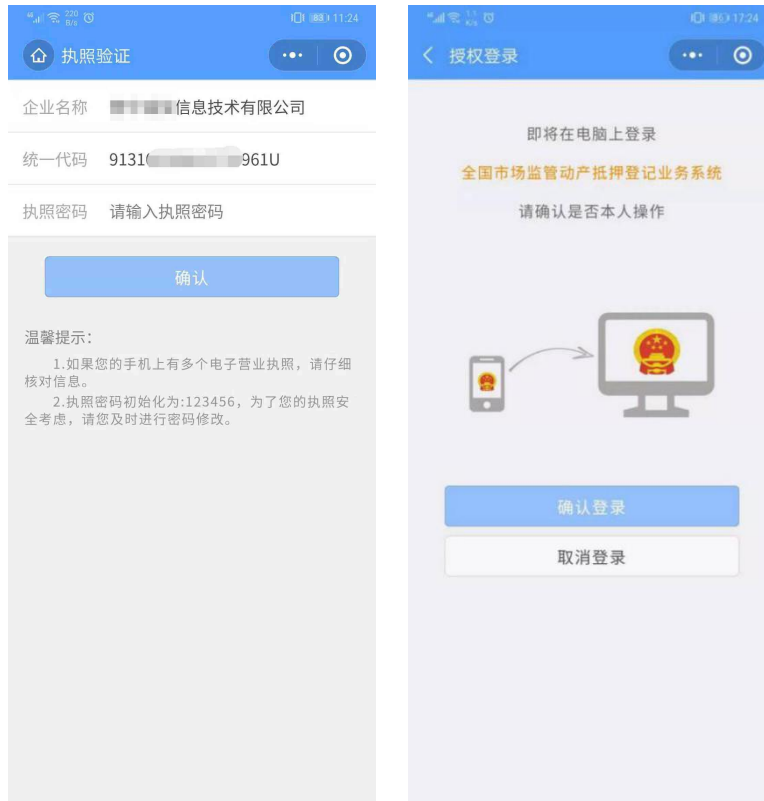 220
B/s
83
11:24
执照验证
企业名称
信息技术有限公司
统一代码
9131
961U
执照密码
请输入执照密码
确认
温馨提示:
1.如果您的手机上有多个电子营业执照，请仔细
核对信息。
2.执照密码初始化为:123456，为了您的执照安
全考虑，请您及时进行密码修改。
1.1
K/s
17:24
授权登录
即将在电脑上登录
全国市场监管动产抵押登记业务系统
请确认是否本人操作
确认登录
取消登录